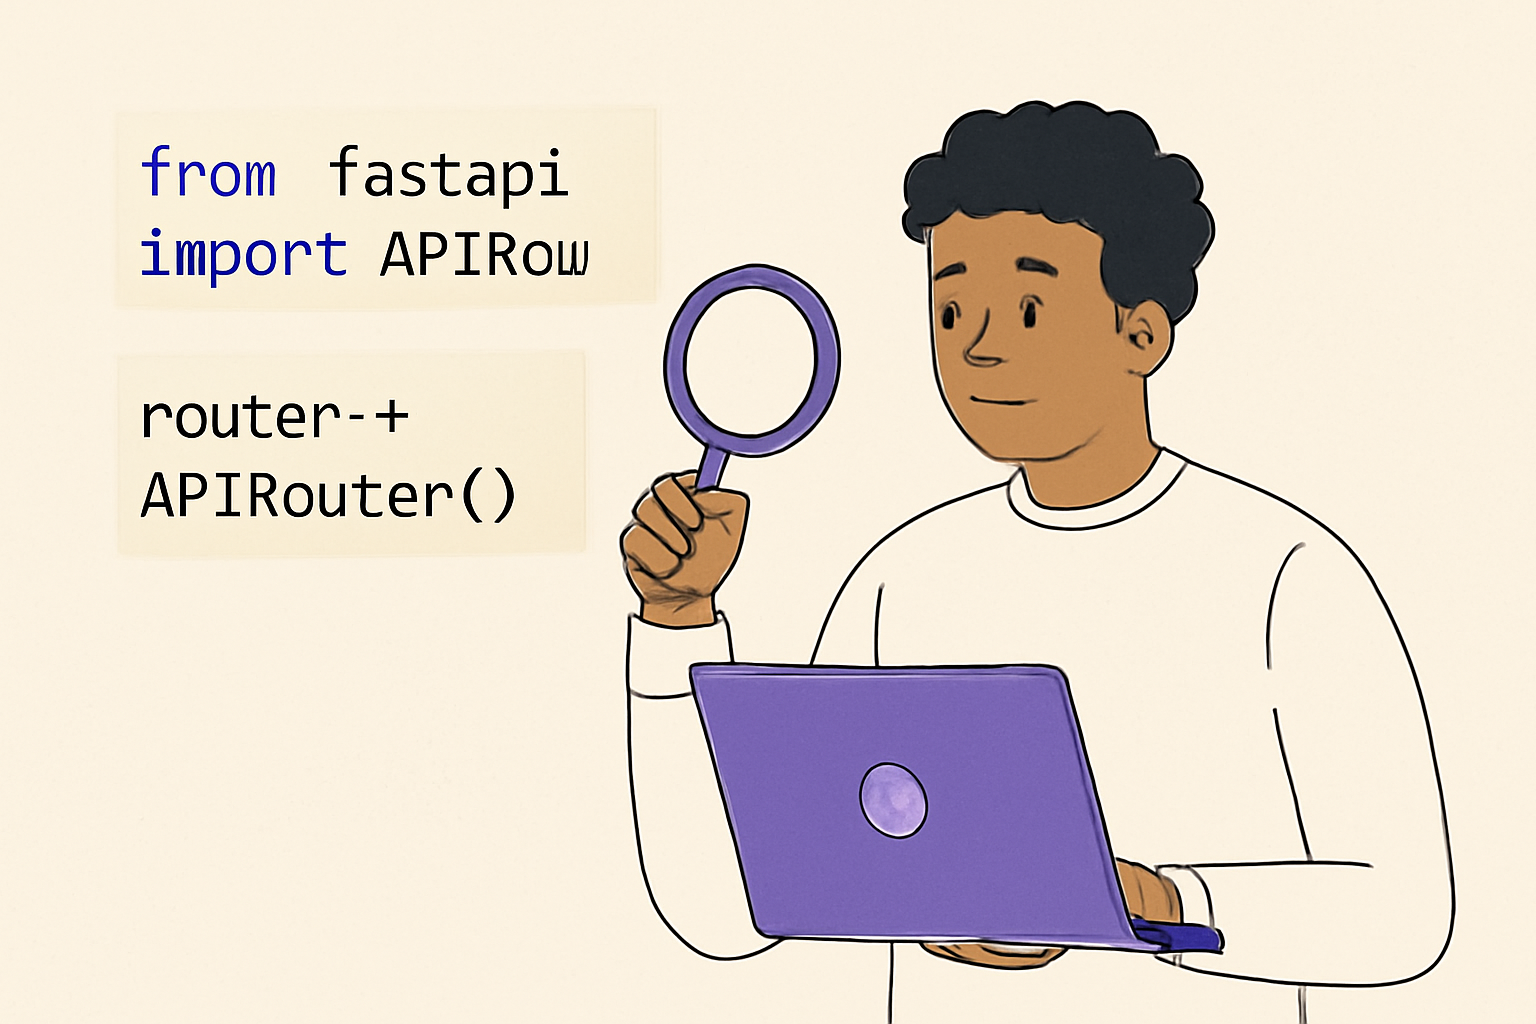 from fastapi
import APIRow
router-+
APIRouter()